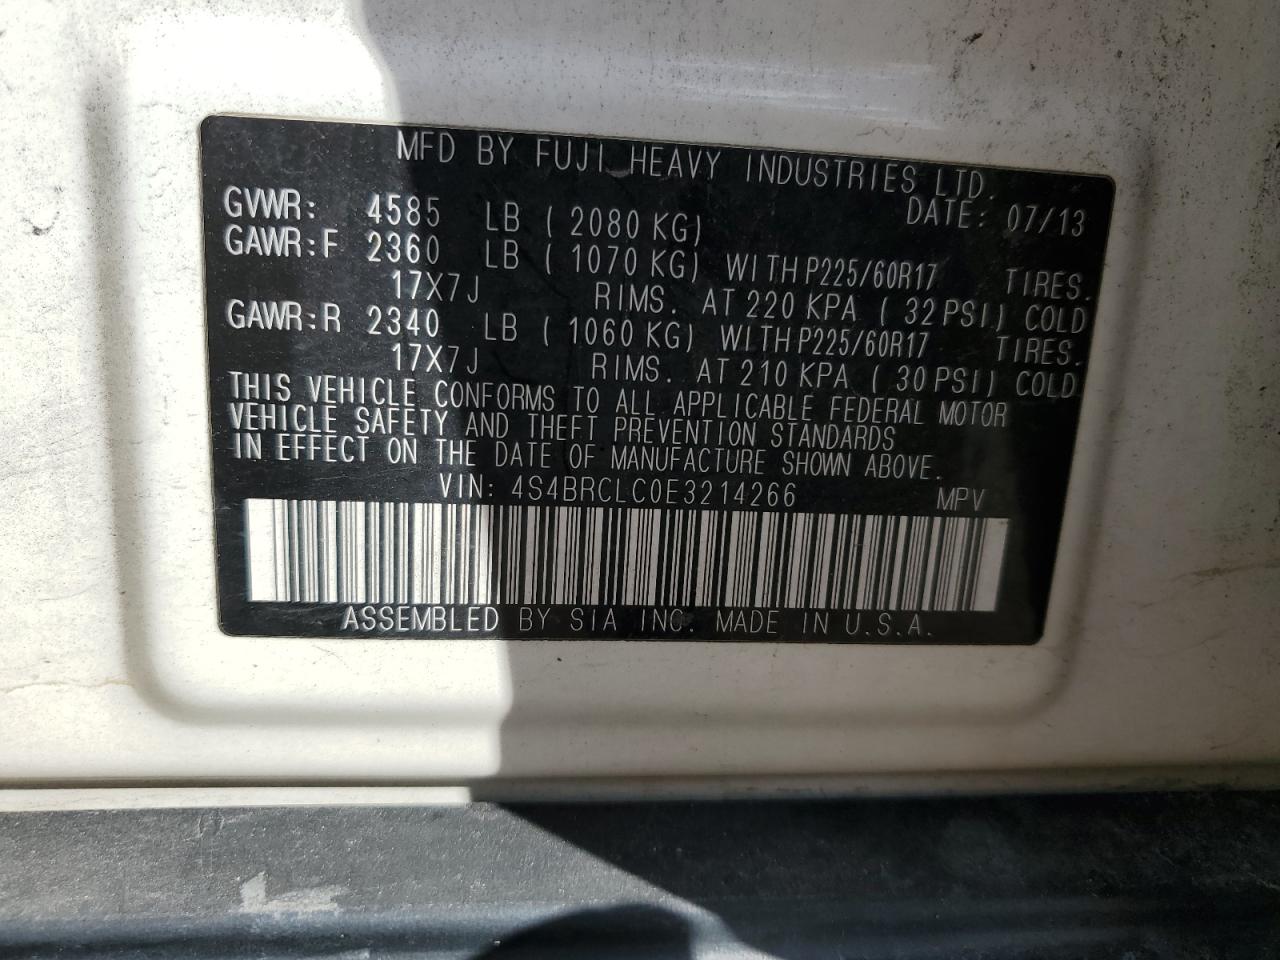 MFD BY FUJI HEAVY INDUSTRIES LTD.
DATE: 07/13
GVWR: 4585 LB ( 2080 KG)
GAWR:F 2360 LB ( 1070 KG) WITH P225/60R17 TIRES.
17X7J RIMS. AT 220 KPA ( 32 PSI) COLD
GAWR:R 2340 LB ( 1060 KG) WITH P225/60R17 TIRES.
17X7J RIMS. AT 210 KPA ( 30 PSI) COLD
THIS VEHICLE CONFORMS TO ALL APPLICABLE FEDERAL MOTOR
VEHICLE SAFETY AND THEFT PREVENTION STANDARDS
IN EFFECT ON THE DATE OF MANUFACTURE SHOWN ABOVE.
VIN: 4S4BRCLC0E3214266 MPV
ASSEMBLED BY SIA INC. MADE IN U.S.A.